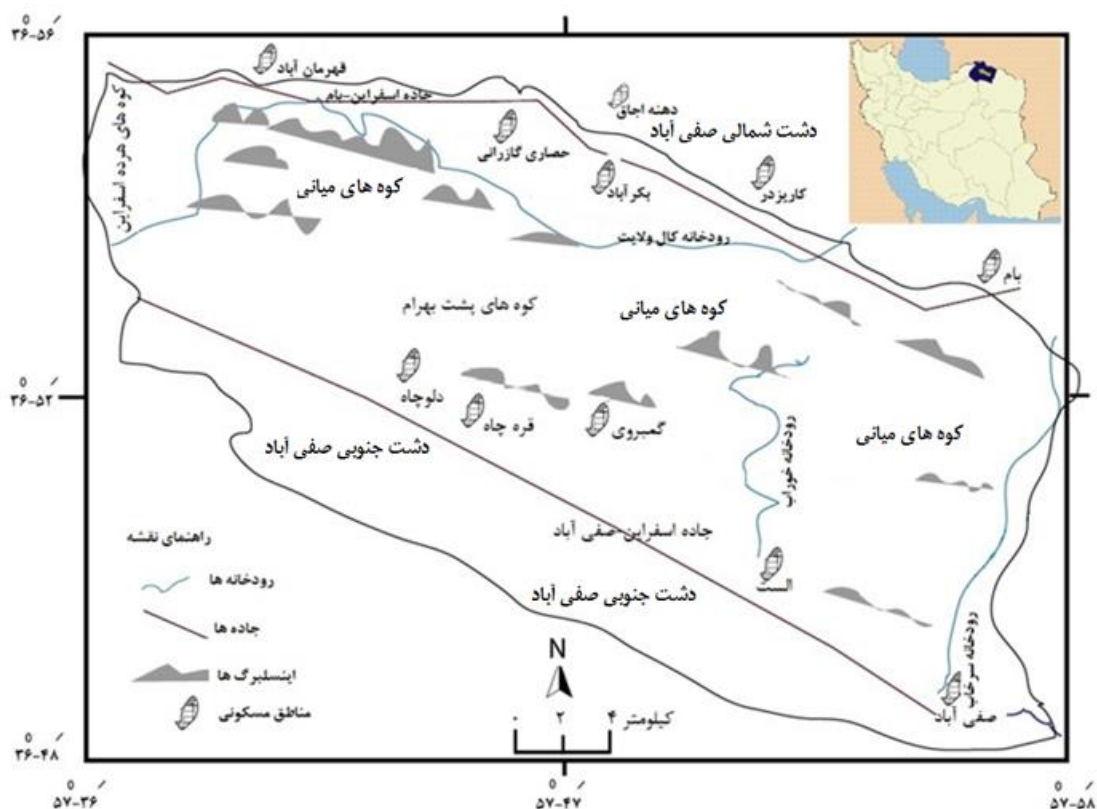 ۳۶-۵۶
قهرمان آباد
جاده اسفراین-بام
دهنه اجاق
دشت شمالی صفی آباد
کوه های هرده اسفراین
حصاری گازرانی
کوه های میانی
بکر آباد
کاریزدر
رودخانه کال ولایت
بام
کوه های پشت بهرام
کوه های میانی
۳۶-۵۲
دلوچاه
قره چاه
گمبروی
رودخانه خوراب
کوه های میانی
دشت جنوبی صفی آباد
جاده اسفراین-صفی آباد
الست
دشت جنوبی صفی آباد
راهنمای نقشه
رودخانه ها
جاده ها
اینسلبرگ ها
مناطق مسکونی
N
۰ ۲ ۴ کیلومتر
رودخانه سرخاب
صفی آباد
۳۶-۴۸
۵۷-۳۶
۵۷-۴۷
۵۷-۵۸